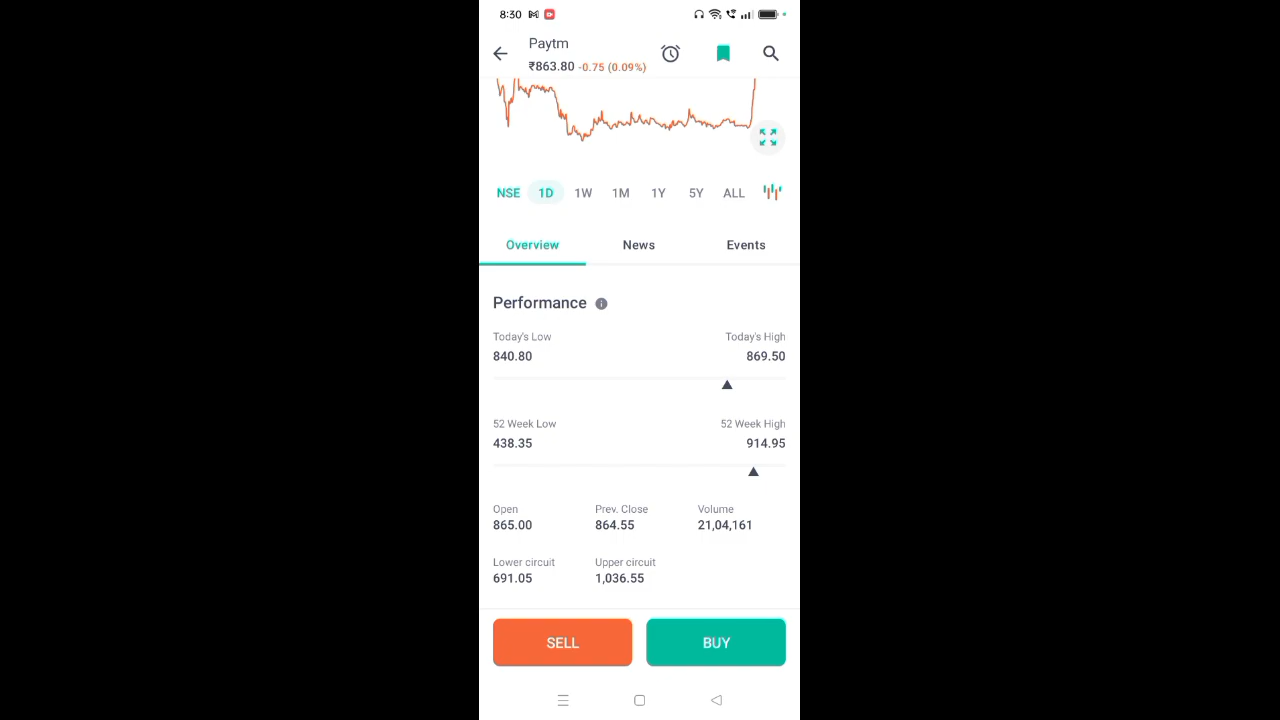 8:30
Paytm
₹863.80 -0.75 (0.09%)
NSE 1D 1W 1M 1Y 5Y ALL
Overview News Events
Performance
Today's Low Today's High
840.80 869.50
52 Week Low 52 Week High
438.35 914.95
Open Prev. Close Volume
865.00 864.55 21,04,161
Lower circuit Upper circuit
691.05 1,036.55
SELL BUY